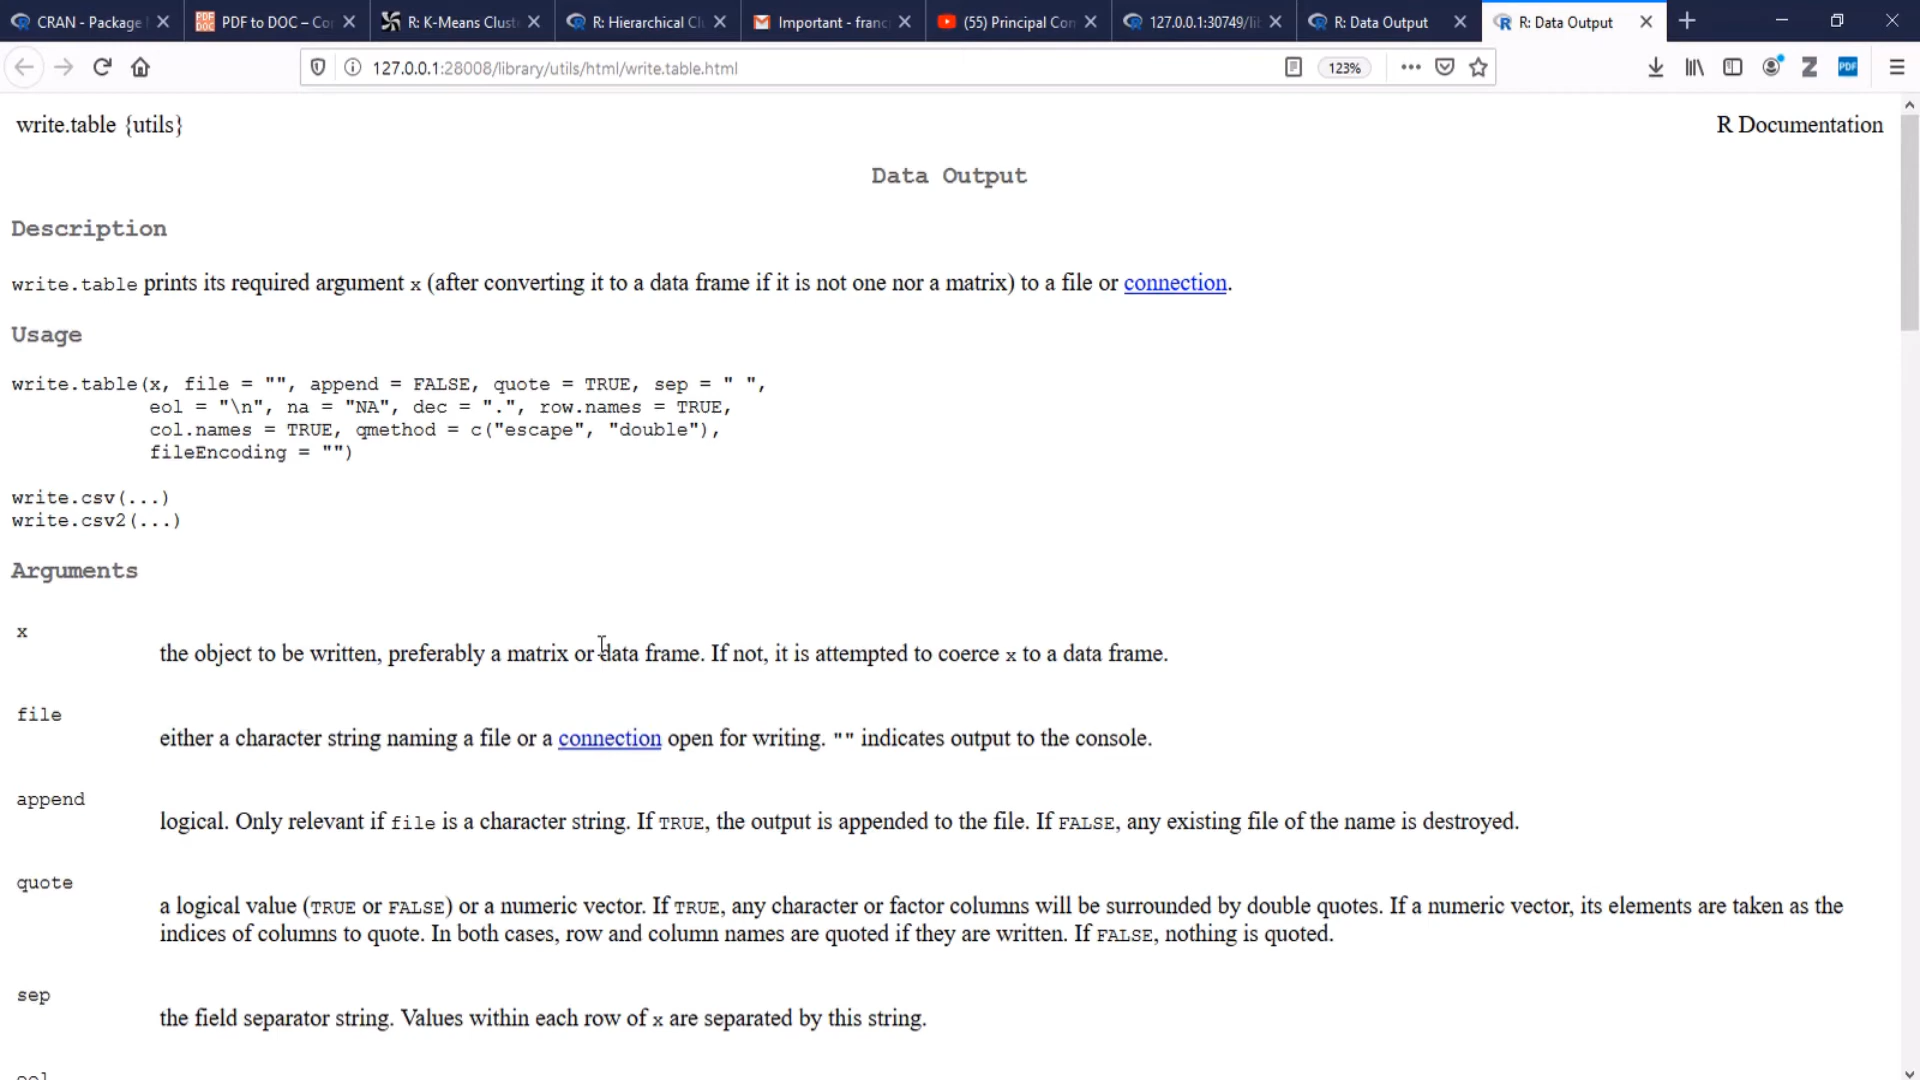 CRAN - Package
PDF to DOC – Co
R: K-Means Clust
R: Hierarchical Cl
Important - franc
(55) Principal Con
127.0.0.1:30749/lib
R: Data Output
R: Data Output
127.0.0.1:28008/library/utils/html/write.table.html
123%
PDF
write.table {utils}
R Documentation
Data Output
Description
write.table prints its required argument x (after converting it to a data frame if it is not one nor a matrix) to a file or connection.
Usage
write.table(x, file = "", append = FALSE, quote = TRUE, sep = " ",
eol = "\n", na = "NA", dec = ".", row.names = TRUE,
col.names = TRUE, qmethod = c("escape", "double"),
fileEncoding = "")
write.csv(...)
write.csv2(...)
Arguments
x
the object to be written, preferably a matrix or data frame. If not, it is attempted to coerce x to a data frame.
file
either a character string naming a file or a connection open for writing. "" indicates output to the console.
append
logical. Only relevant if file is a character string. If TRUE, the output is appended to the file. If FALSE, any existing file of the name is destroyed.
quote
a logical value (TRUE or FALSE) or a numeric vector. If TRUE, any character or factor columns will be surrounded by double quotes. If a numeric vector, its elements are taken as the
indices of columns to quote. In both cases, row and column names are quoted if they are written. If FALSE, nothing is quoted.
sep
the field separator string. Values within each row of x are separated by this string.